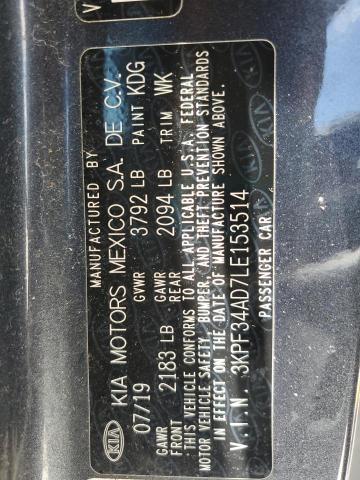 MANUFACTURED BY
KIA KIA MOTORS MEXICO S.A. DE C.V.
07/19 GVWR 3792 LB PAINT KDG
GAWR FRONT 2183 LB GAWR REAR 2094 LB TRIM WK
THIS VEHICLE CONFORMS TO ALL APPLICABLE U.S.A. FEDERAL
MOTOR VEHICLE SAFETY, BUMPER, AND THEFT PREVENTION STANDARDS
IN EFFECT ON THE DATE OF MANUFACTURE SHOWN ABOVE.
V.I.N. 3KPF34AD7LE153514
PASSENGER CAR